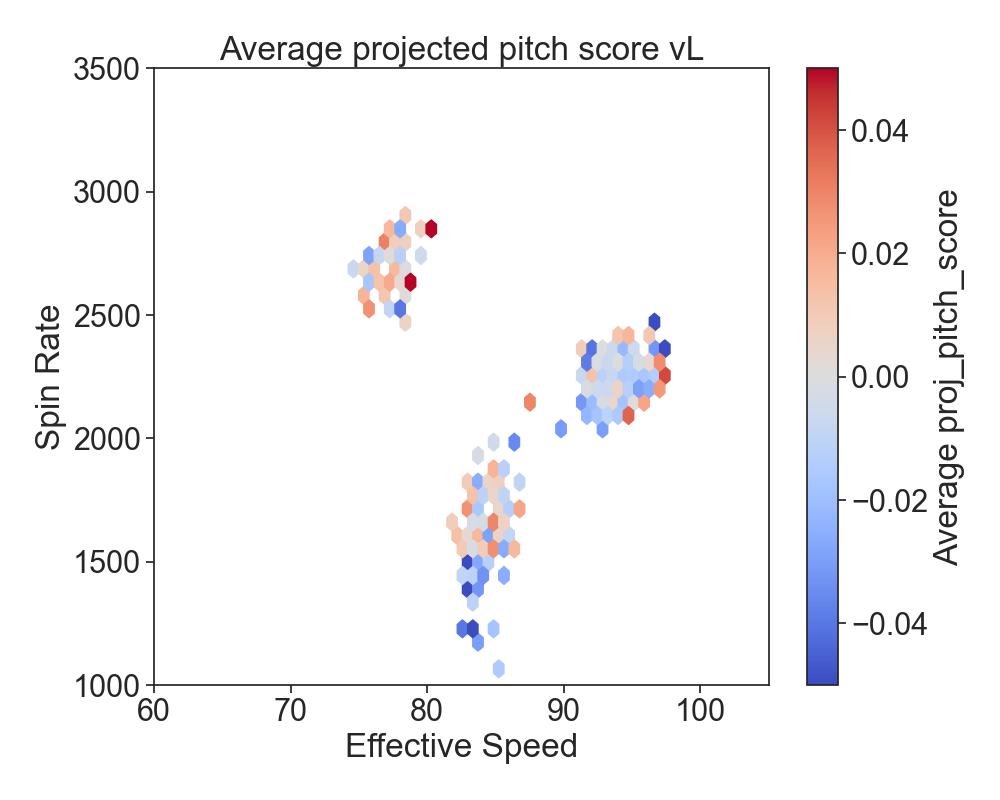 Average projected pitch score vL
3500
3000
2500
2000
1500
1000
Spin Rate
60 70 80 90 100
Effective Speed
0.04
0.02
0.00
−0.02
−0.04
Average proj_pitch_score